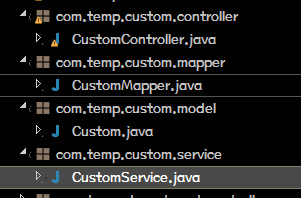 com.temp.custom.controller
CustomController.java
com.temp.custom.mapper
CustomMapper.java
com.temp.custom.model
Custom.java
com.temp.custom.service
CustomService.java